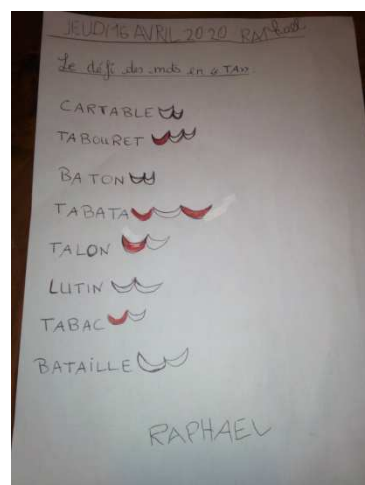 JEUDI 16 AVRIL 2020 RAPhael
Le défi des mots en « TA »
CARTABLE
TABOURET
BATON
TABATA
TALON
LUTIN
TABAC
BATAILLE
RAPHAEL